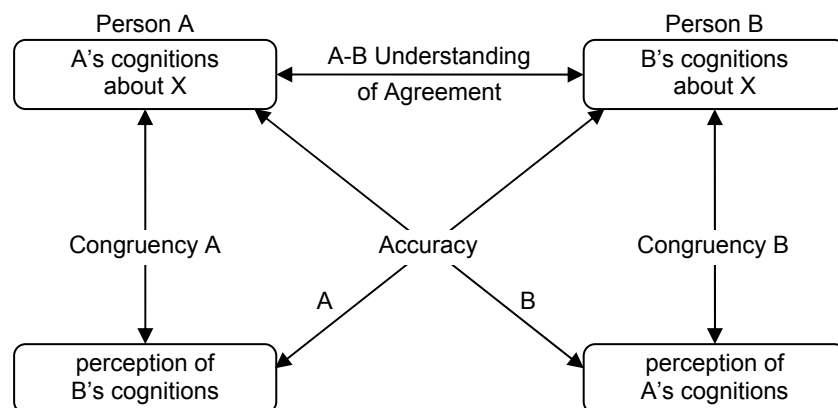 Person A
Person B
A’s cognitions
about X
A-B Understanding
of Agreement
B’s cognitions
about X
Congruency A
Accuracy
Congruency B
A
B
perception of
B’s cognitions
perception of
A’s cognitions